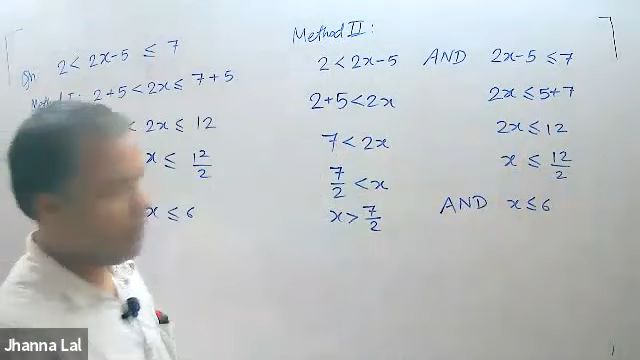 Qn. 2 < 2x-5 ≤ 7
Method I: 2+5 < 2x ≤ 7+5
< 2x ≤ 12
x ≤ 12/2
x ≤ 6
Method II:
2 < 2x-5 AND 2x-5 ≤ 7
2+5 < 2x 2x ≤ 5+7
7 < 2x 2x ≤ 12
7/2 < x x ≤ 12/2
x > 7/2 AND x ≤ 6
Jhanna Lal